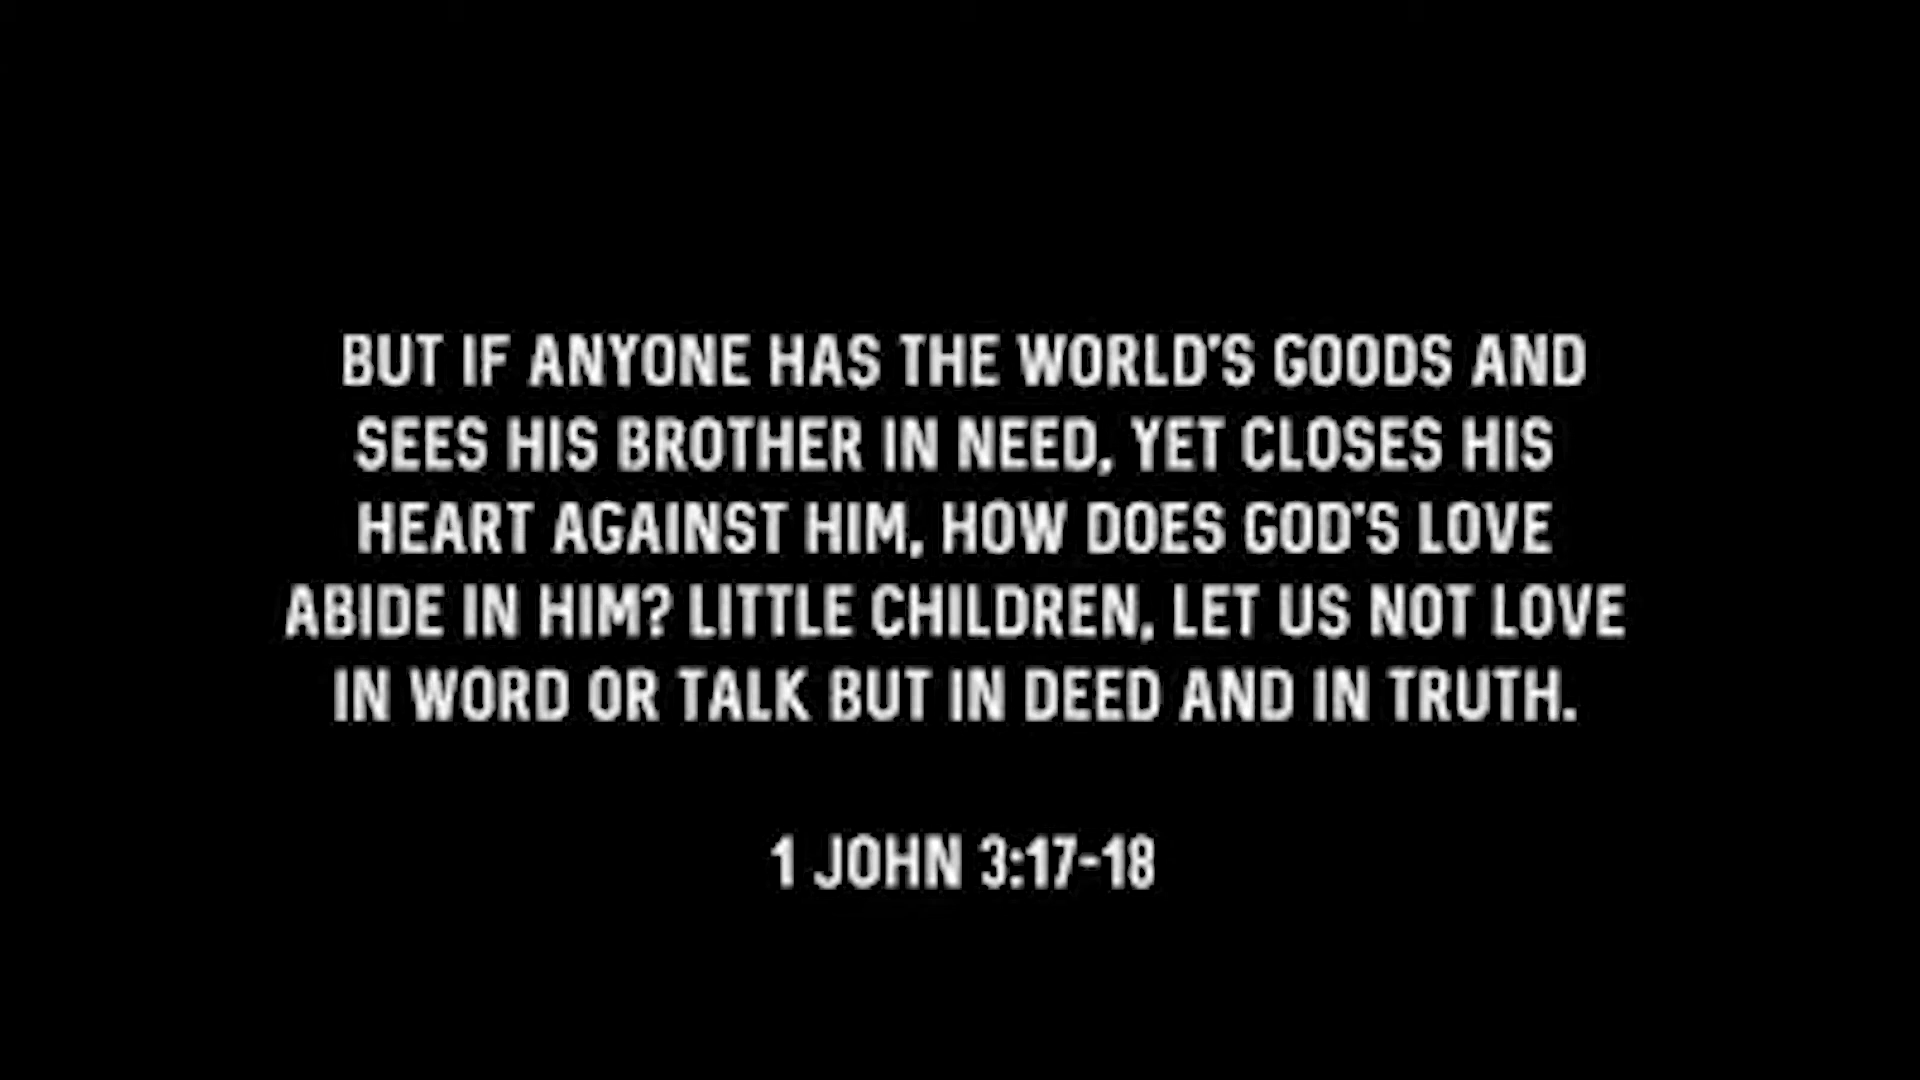 BUT IF ANYONE HAS THE WORLD'S GOODS AND
SEES HIS BROTHER IN NEED, YET CLOSES HIS
HEART AGAINST HIM, HOW DOES GOD'S LOVE
ABIDE IN HIM? LITTLE CHILDREN, LET US NOT LOVE
IN WORD OR TALK BUT IN DEED AND IN TRUTH.
1 JOHN 3:17-18